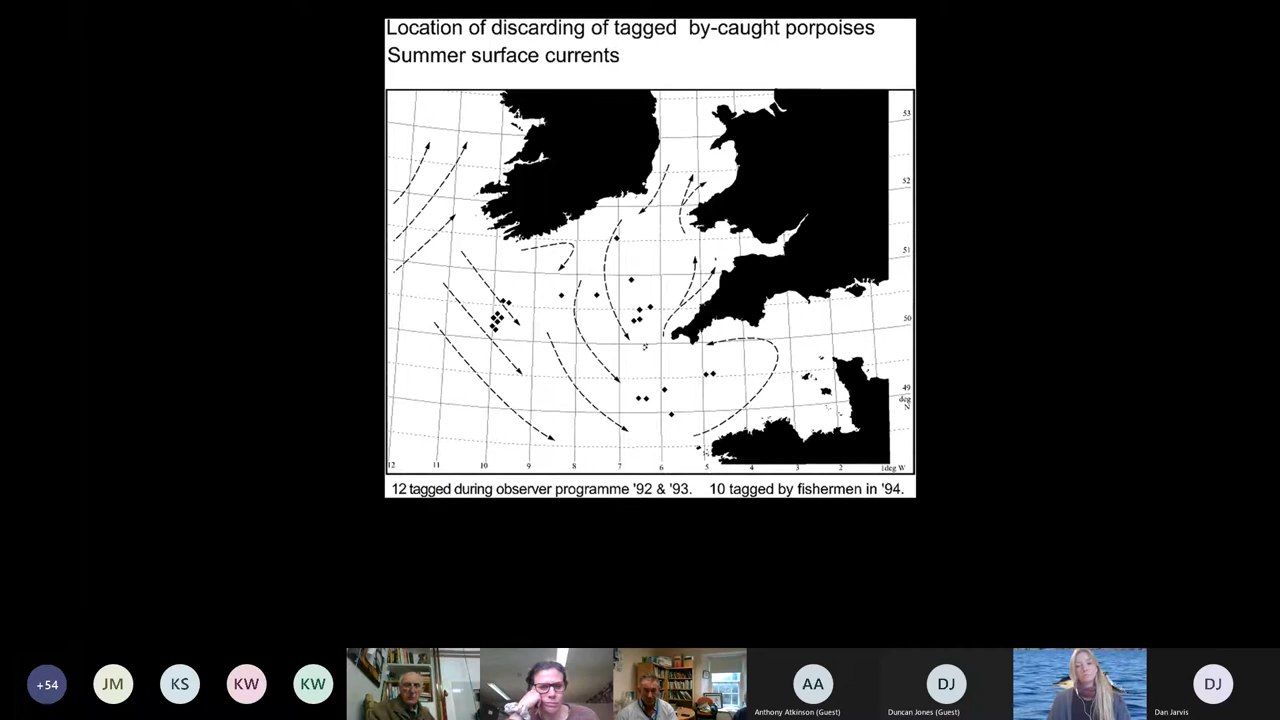 Location of discarding of tagged by-caught porpoises
Summer surface currents
53
52
51
50
49
deg
N
12
11
10
9
8
7
6
5
4
3
2
1deg W
12 tagged during observer programme '92 & '93. 10 tagged by fishermen in '94.
+54
JM
KS
KW
KW
AA
Anthony Atkinson (Guest)
DJ
Duncan Jones (Guest)
DJ
Dan Jarvis